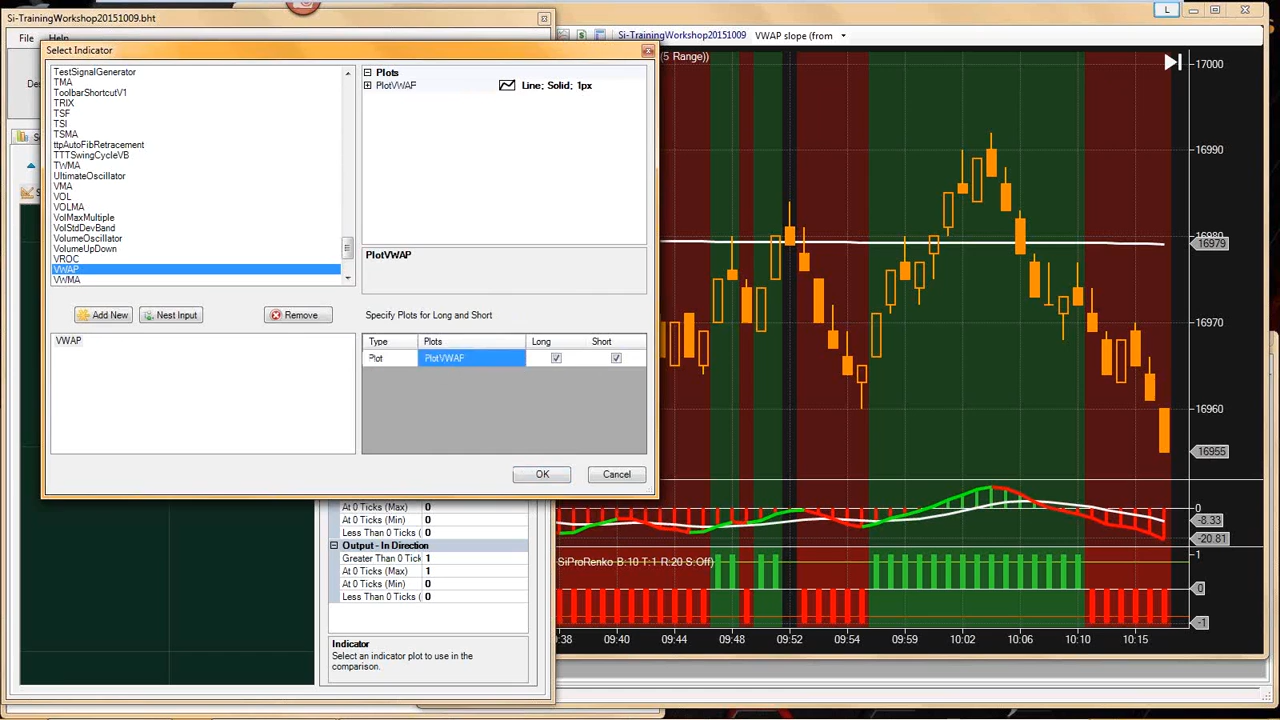 Si-TrainingWorkshop20151009.bht
File Help
Select Indicator
TestSignalGenerator
TMA
ToolbarShortcutV1
TRIX
TSF
TSI
TSMA
ttpAutoFibRetracement
TTTSwingCycleVB
TWMA
UltimateOscillator
VMA
VOL
VOLMA
VolMaxMultiple
VolStdDevBand
VolumeOscillator
VolumeUpDown
VROC
VWAP
VWMA
Plots
PlotVWAP Line; Solid; 1px
PlotVWAP
Add New Nest Input Remove
Specify Plots for Long and Short
VWAP
Type Plots Long Short
Plot PlotVWAP
OK Cancel
At 0 Ticks (Max) 0
At 0 Ticks (Min) 0
Less Than 0 Ticks ( 0
Output - In Direction
Greater Than 0 Tick 1
At 0 Ticks (Max) 1
At 0 Ticks (Min) 0
Less Than 0 Ticks ( 0
Indicator
Select an indicator plot to use in the
comparison.
L
Si-TrainingWorkshop20151009 VWAP slope (from
(5 Range))
17000
16990
16980
16979
16970
16960
16955
0
-8.33
-20.81
SiProRenko B:10 T:1 R:20 S:Off)
1
0
-1
:38 09:40 09:44 09:48 09:52 09:54 09:59 10:02 10:06 10:10 10:15